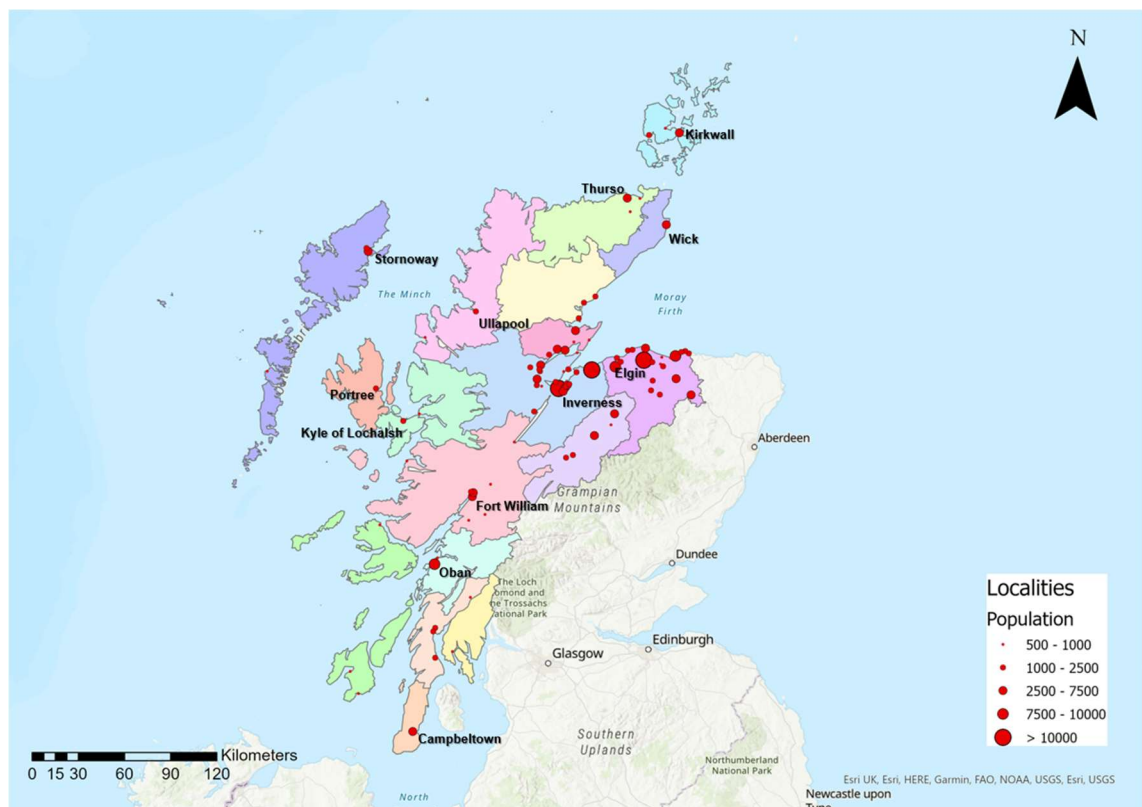 N
Kirkwall
Thurso
Wick
Stornoway
The Minch
Moray
Firth
Ullapool
Elgin
Portree
Inverness
Kyle of Lochalsh
Aberdeen
Grampian
Mountains
Fort William
Dundee
Oban
The Loch
omond and
he Trossachs
National Park
Edinburgh
Glasgow
Campbeltown
Southern
Uplands
Northumberland
National Park
North
Newcastle upon
Localities
Population
500 - 1000
1000 - 2500
2500 - 7500
7500 - 10000
> 10000
Kilometers
0 15 30 60 90 120
Esri UK, Esri, HERE, Garmin, FAO, NOAA, USGS, Esri, USGS